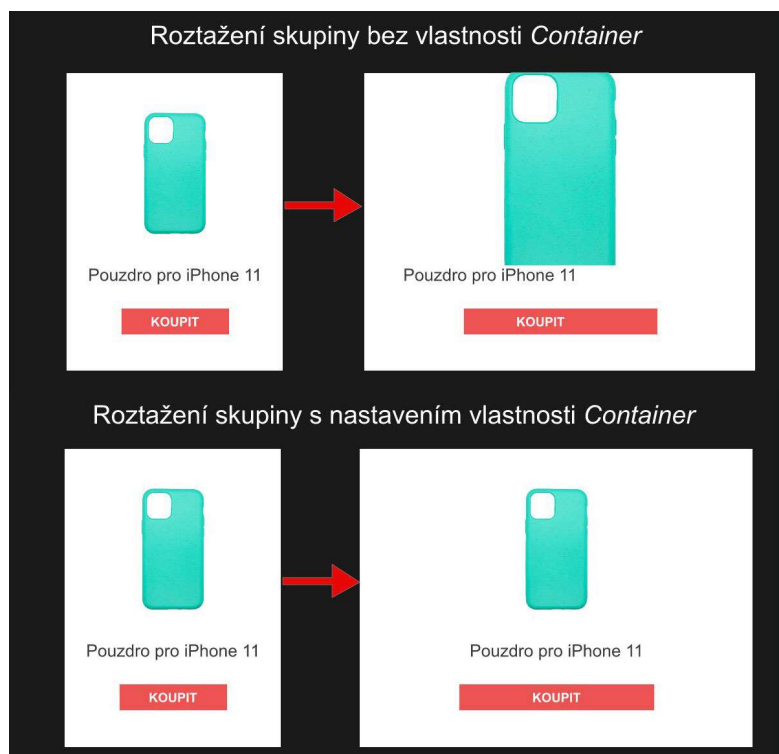 Roztažení skupiny bez vlastnosti Container
Pouzdro pro iPhone 11
KOUPIT
Pouzdro pro iPhone 11
KOUPIT
Roztažení skupiny s nastavením vlastnosti Container
Pouzdro pro iPhone 11
KOUPIT
Pouzdro pro iPhone 11
KOUPIT